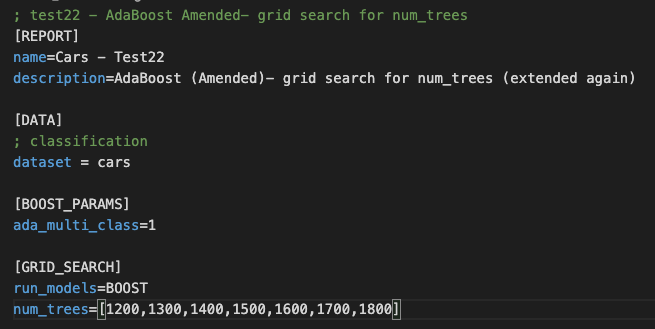 ; test22 - AdaBoost Amended- grid search for num_trees
[REPORT]
name=Cars - Test22
description=AdaBoost (Amended)- grid search for num_trees (extended again)
[DATA]
; classification
dataset = cars
[BOOST_PARAMS]
ada_multi_class=1
[GRID_SEARCH]
run_models=BOOST
num_trees=[1200,1300,1400,1500,1600,1700,1800]